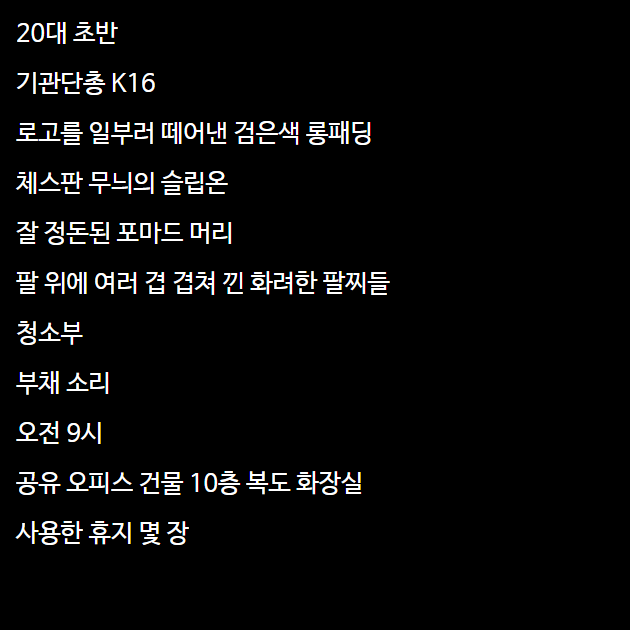 20대 초반
기관단총 K16
로고를 일부러 떼어낸 검은색 롱패딩
체스판 무늬의 슬립온
잘 정돈된 포마드 머리
팔 위에 여러 겹 겹쳐 낀 화려한 팔찌들
청소부
부채 소리
오전 9시
공유 오피스 건물 10층 복도 화장실
사용한 휴지 몇 장